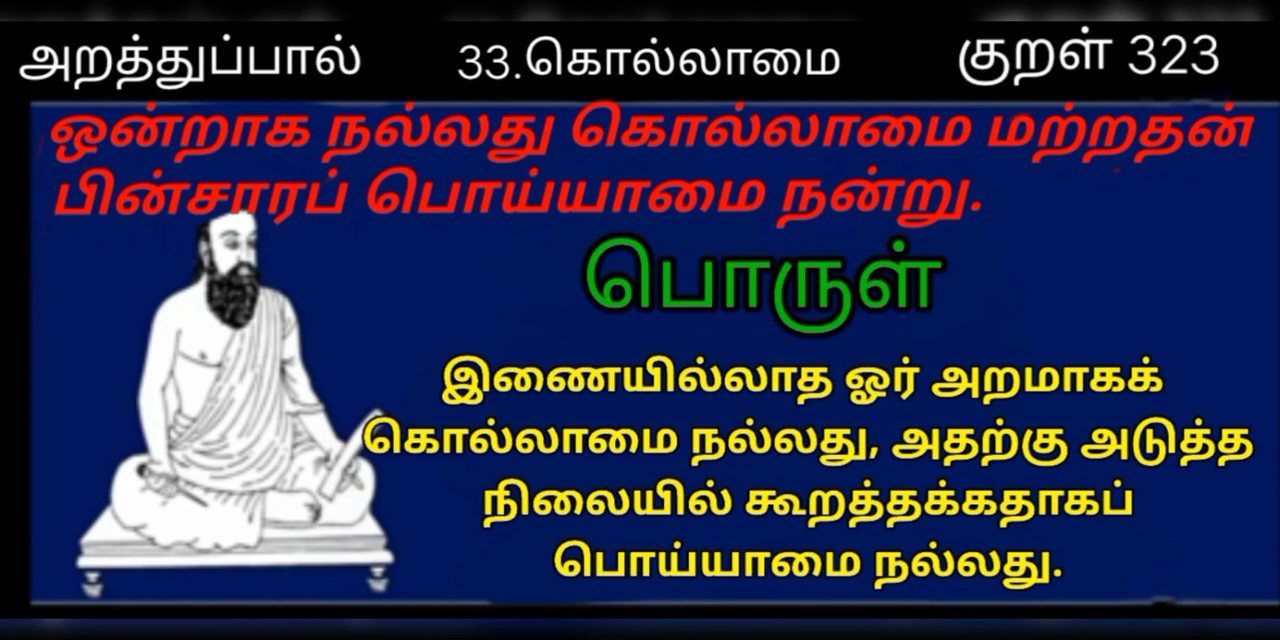 அறத்துப்பால் 33.கொல்லாமை குறள் 323
ஒன்றாக நல்லது கொல்லாமை மற்றதன்
பின்சாரப் பொய்யாமை நன்று.
பொருள்
இணையில்லாத ஓர் அறமாகக்
கொல்லாமை நல்லது, அதற்கு அடுத்த
நிலையில் கூறத்தக்கதாகப்
பொய்யாமை நல்லது.